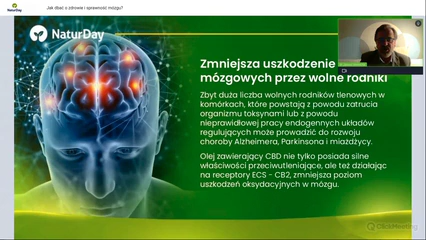 NaturDay
Jak dbać o zdrowie i sprawność mózgu?
NaturDay
Zmniejsza uszkodzenie
mózgowych przez wolne rodniki
Zbyt duża liczba wolnych rodników tlenowych w
komórkach, które powstają z powodu zatrucia
organizmu toksynami lub z powodu
nieprawidłowej pracy endogennych układów
regulujących może prowadzić do rozwoju
choroby Alzheimera, Parkinsona i miażdżycy.
Olej zawierający CBD nie tylko posiada silne
właściwości przeciwutleniające, ale też działając
na receptory ECS - CB2, zmniejsza poziom
uszkodzeń oksydacyjnych w mózgu.
ClickMeeting